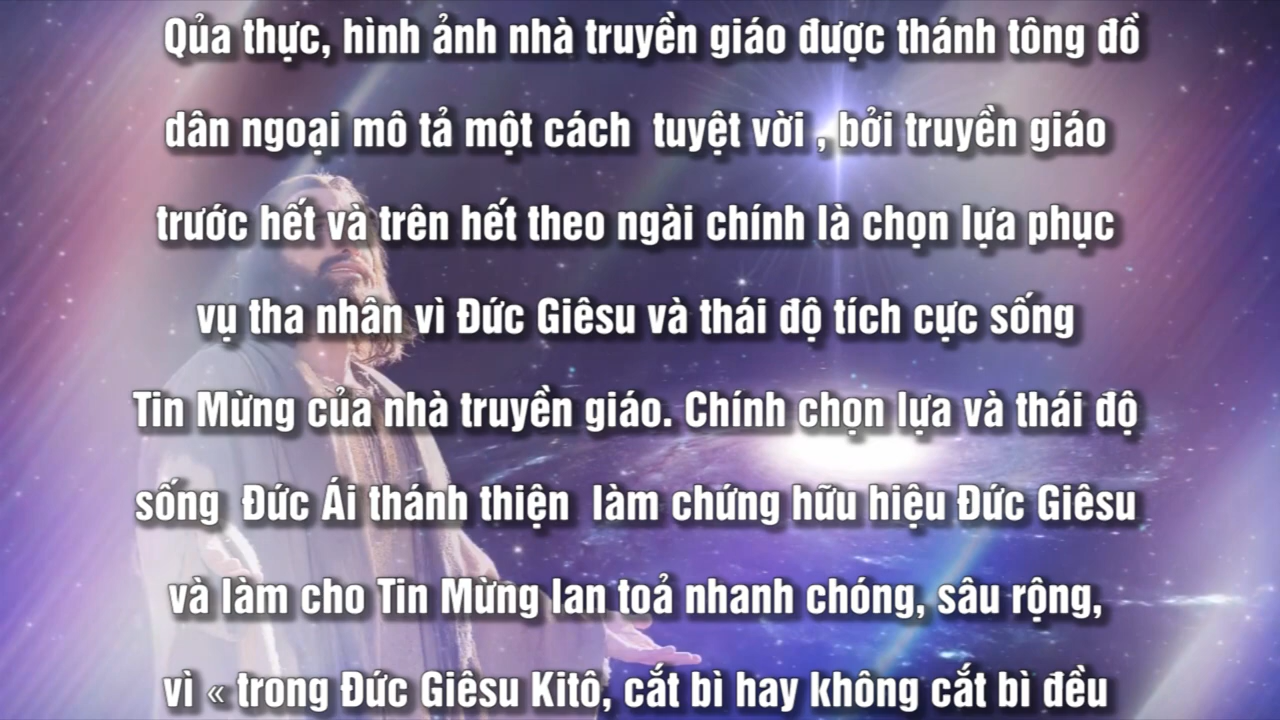 Qủa thực, hình ảnh nhà truyền giáo được thánh tông đồ
dân ngoại mô tả một cách  tuyệt vời , bởi truyền giáo
trước hết và trên hết theo ngài chính là chọn lựa phục
vụ tha nhân vì Đức Giêsu và thái độ tích cực sống
Tin Mừng của nhà truyền giáo. Chính chọn lựa và thái độ
sống  Đức Ái thánh thiện  làm chứng hữu hiệu Đức Giêsu
và làm cho Tin Mừng lan toả nhanh chóng, sâu rộng,
vì « trong Đức Giêsu Kitô, cắt bì hay không cắt bì đều